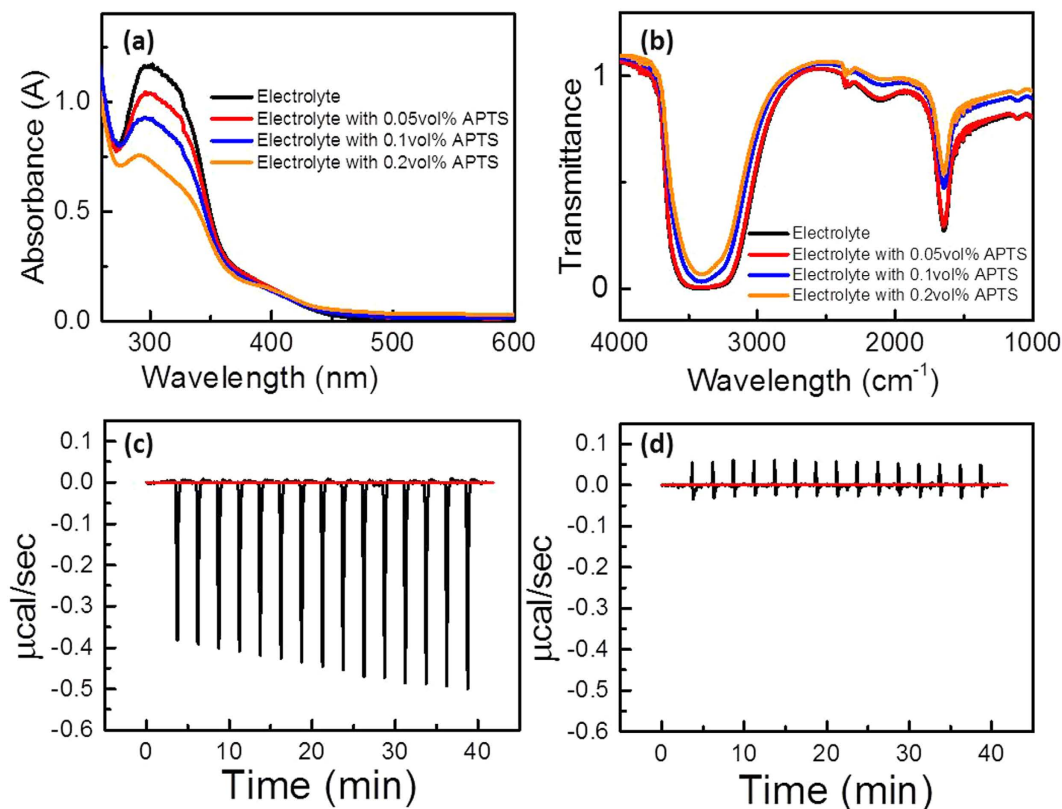 (a)
Absorbance (A)
1.0
0.5
0.0
Electrolyte
Electrolyte with 0.05vol% APTS
Electrolyte with 0.1vol% APTS
Electrolyte with 0.2vol% APTS
300 400 500 600
Wavelength (nm)
(b)
Transmittance
1
0
Electrolyte
Electrolyte with 0.05vol% APTS
Electrolyte with 0.1vol% APTS
Electrolyte with 0.2vol% APTS
4000 3000 2000 1000
Wavelength (cm⁻¹)
(c)
μcal/sec
0.1
0.0
-0.1
-0.2
-0.3
-0.4
-0.5
-0.6
0 10 20 30 40
Time (min)
(d)
μcal/sec
0.1
0.0
-0.1
-0.2
-0.3
-0.4
-0.5
-0.6
0 10 20 30 40
Time (min)